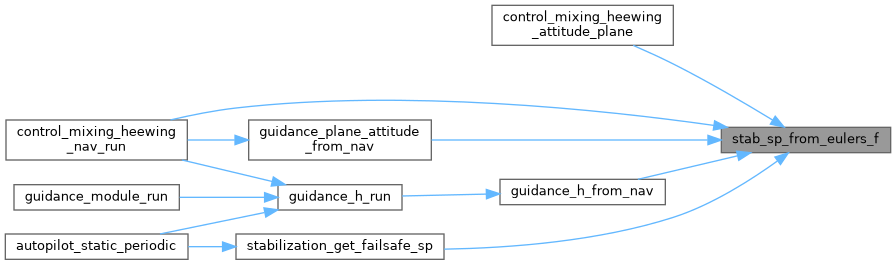 control_mixing_heewing
_attitude_plane
control_mixing_heewing
_nav_run
guidance_plane_attitude
_from_nav
stab_sp_from_eulers_f
guidance_module_run
guidance_h_run
guidance_h_from_nav
autopilot_static_periodic
stabilization_get_failsafe_sp